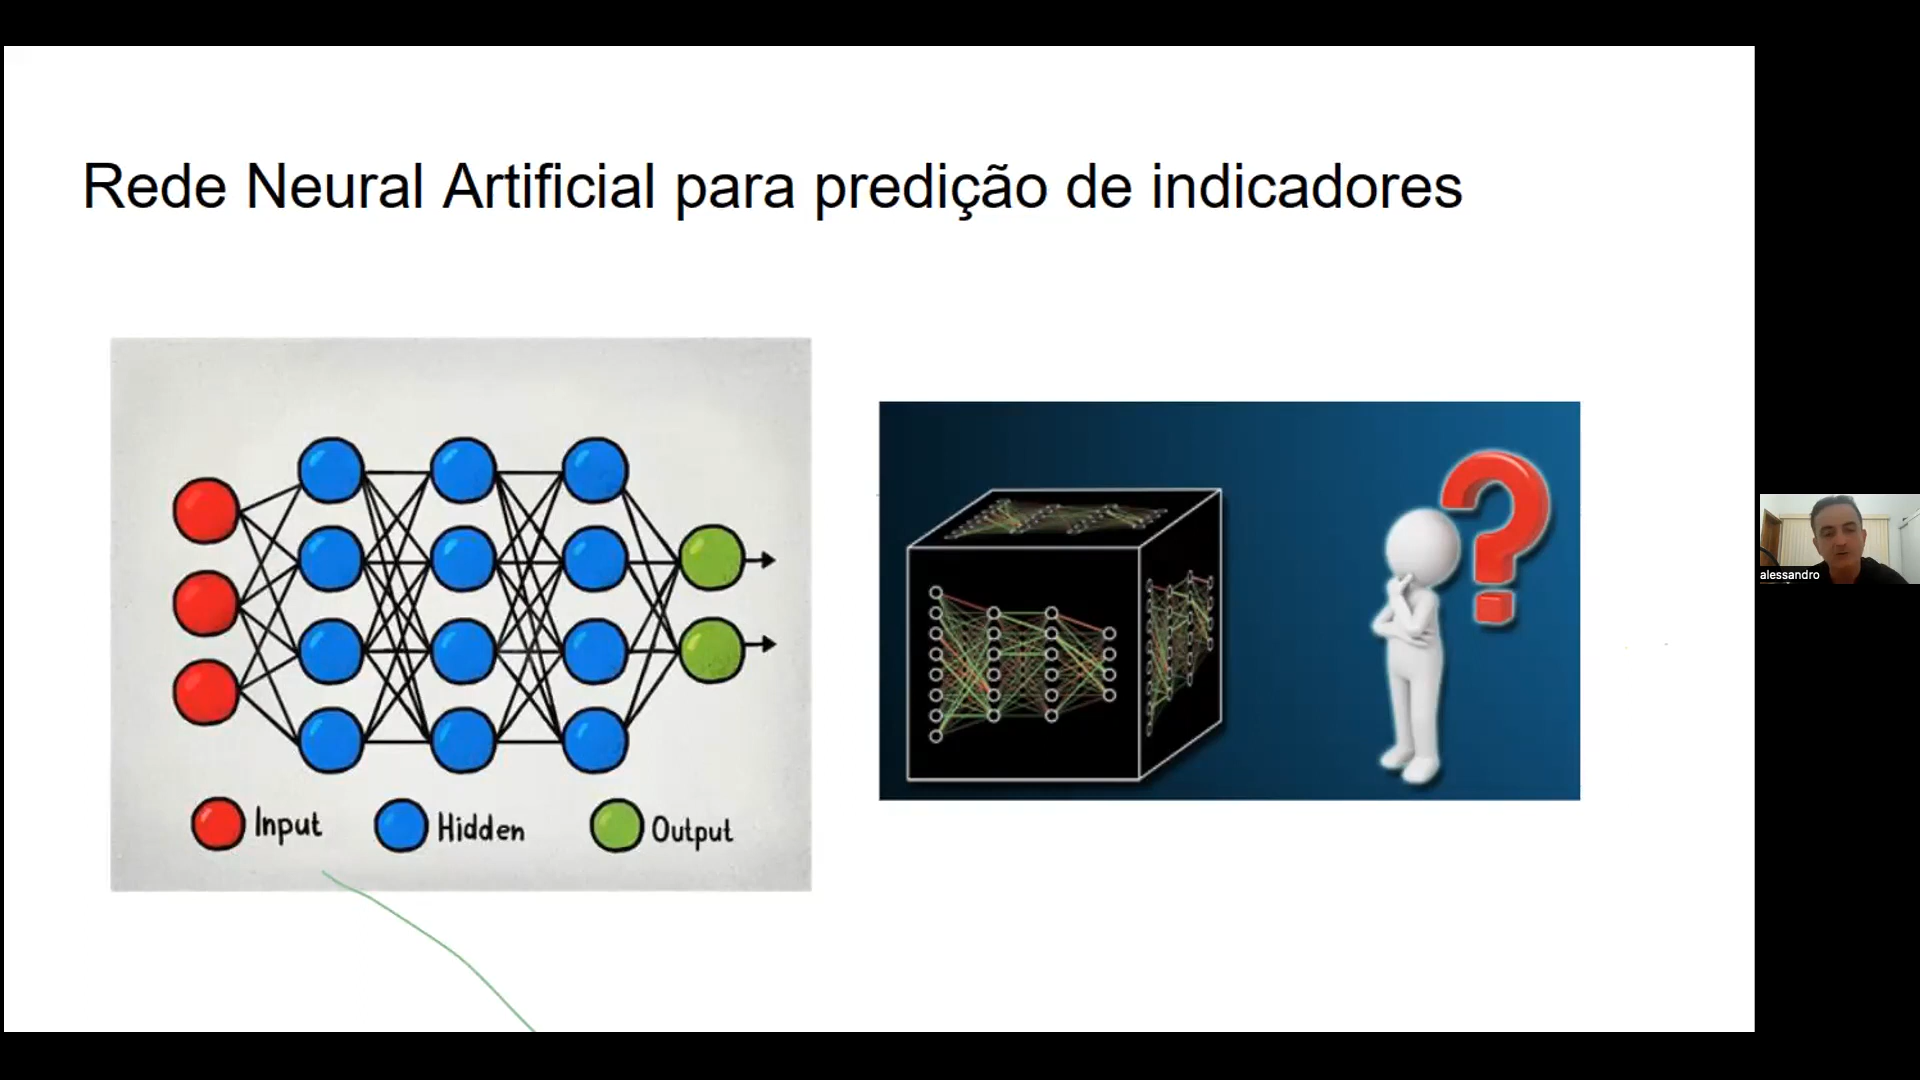 Rede Neural Artificial para predição de indicadores
Input
Hidden
Output
alessandro